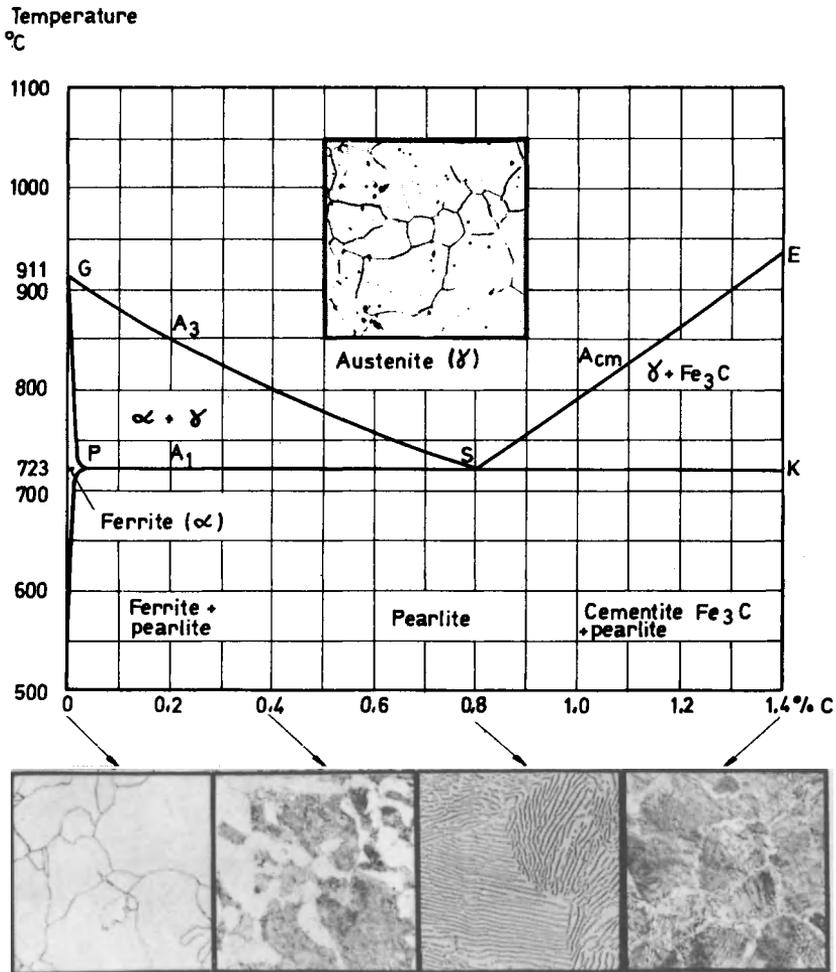 Temperature
°C
1100
1000
911
900
800
723
700
600
500
G
A3
Austenite (γ)
Acm
E
γ + Fe3C
α + γ
P
A1
S
K
Ferrite (α)
Ferrite +
pearlite
Pearlite
Cementite Fe3C
+pearlite
0 0.2 0.4 0.6 0.8 1.0 1.2 1.4 % C